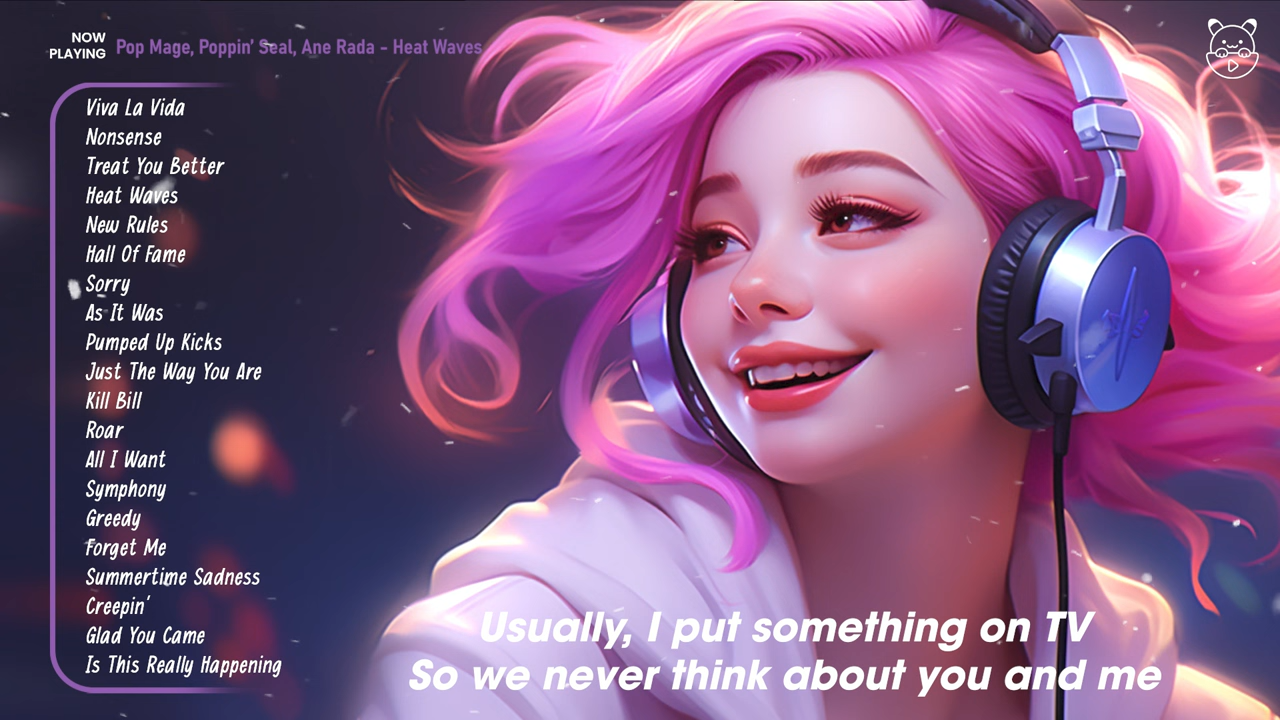 NOW
PLAYING
Pop Mage, Poppin' Seal, Ane Rada - Heat Waves
Viva La Vida
Nonsense
Treat You Better
Heat Waves
New Rules
Hall Of Fame
Sorry
As It Was
Pumped Up Kicks
Just The Way You Are
Kill Bill
Roar
All I Want
Symphony
Greedy
Forget Me
Summertime Sadness
Creepin'
Glad You Came
Is This Really Happening
Usually, I put something on TV
So we never think about you and me